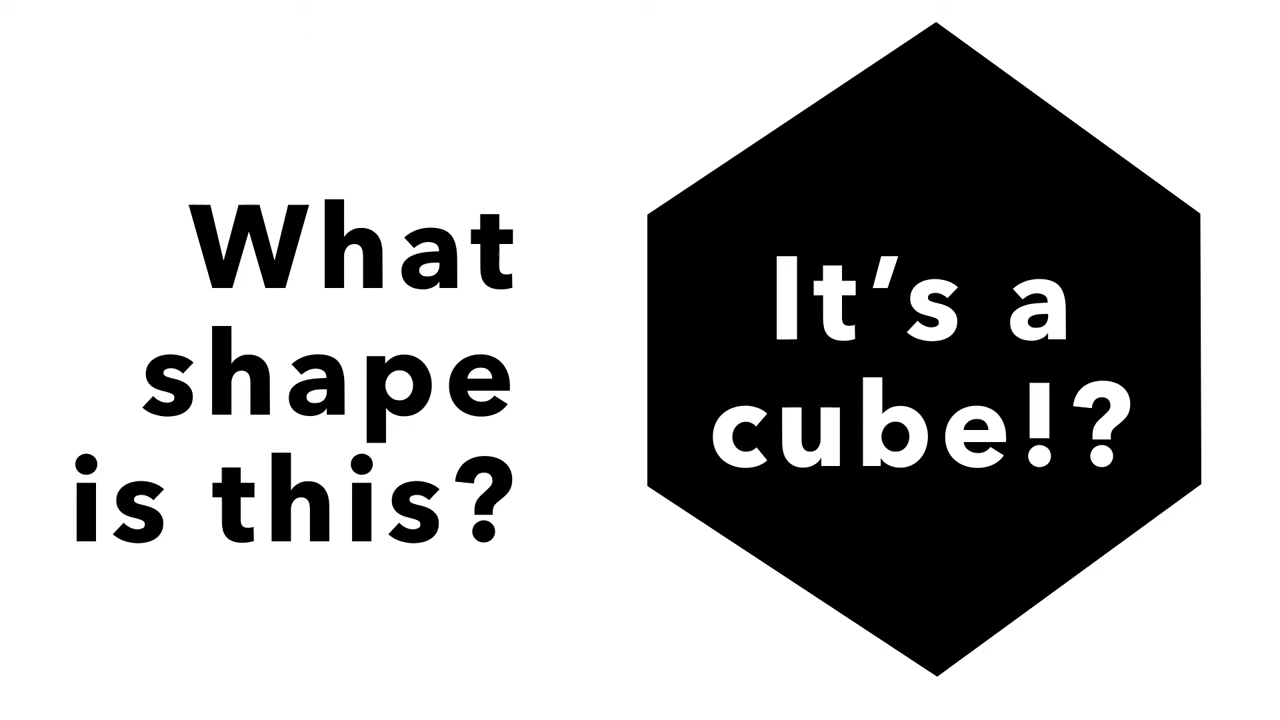 What
shape
is this?
It’s a
cube!?